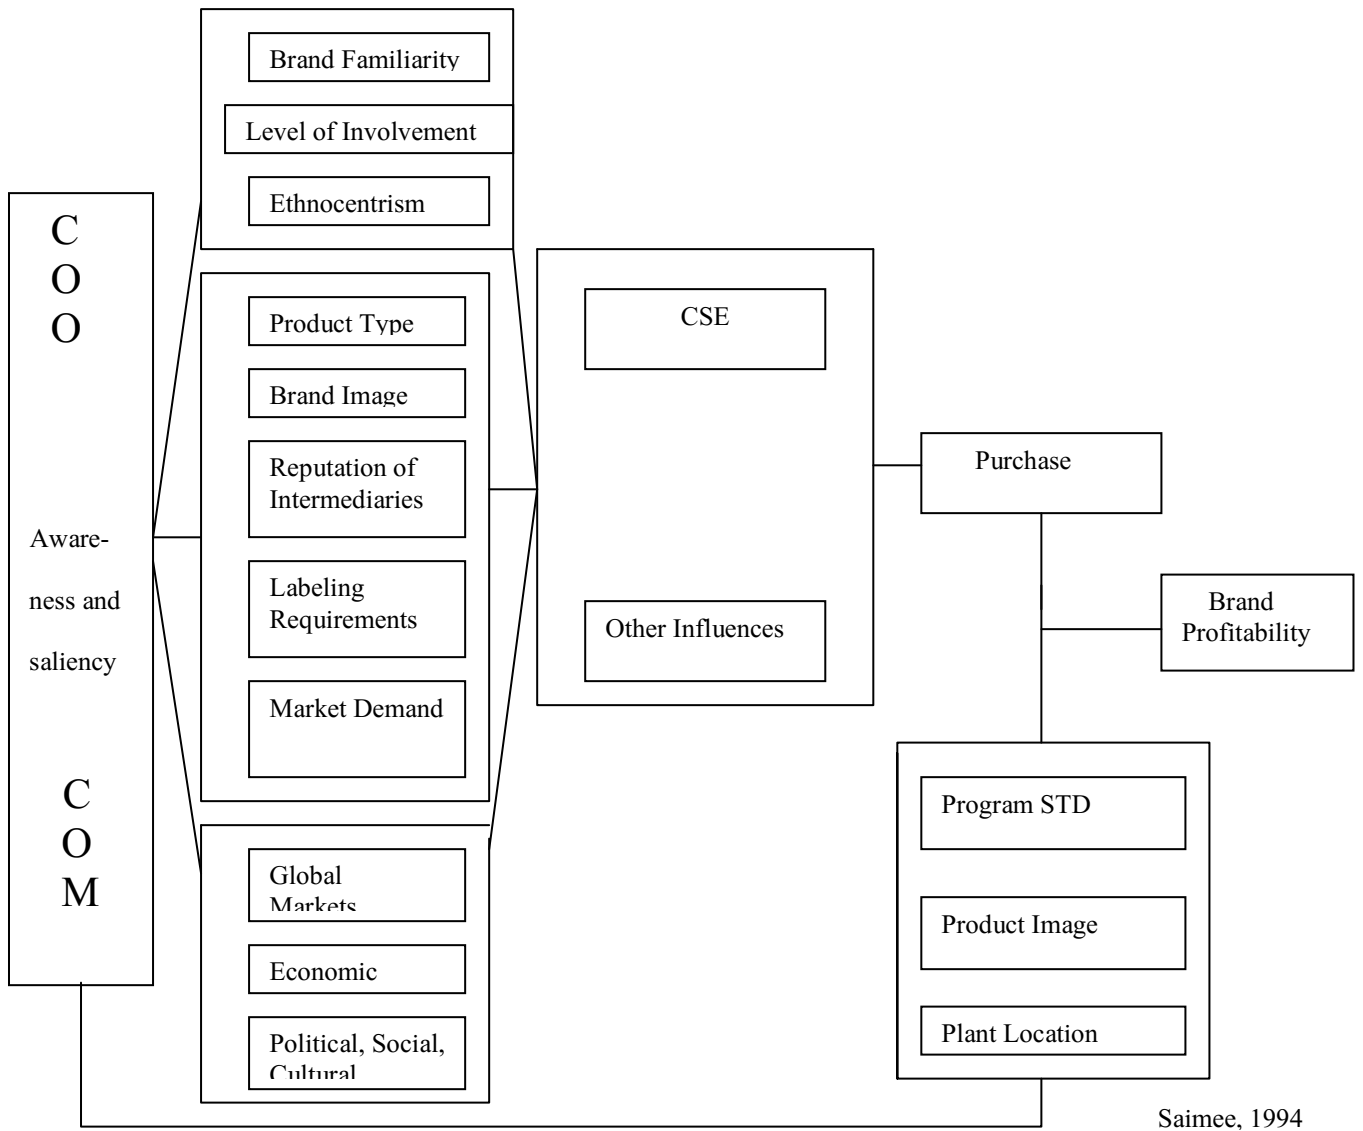 Brand Familiarity
Level of Involvement
Ethnocentrism
C
O
O
Aware-
ness and
saliency
C
O
M
Product Type
Brand Image
Reputation of
Intermediaries
Labeling
Requirements
Market Demand
Global
Markets
Economic
Political, Social,
Cultural
CSE
Other Influences
Purchase
Brand
Profitability
Program STD
Product Image
Plant Location
Saimee, 1994